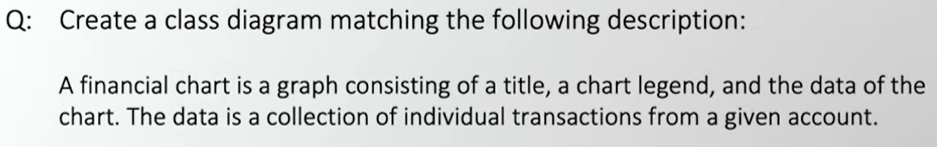 Q: Create a class diagram matching the following description:
A financial chart is a graph consisting of a title, a chart legend, and the data of the
chart. The data is a collection of individual transactions from a given account.